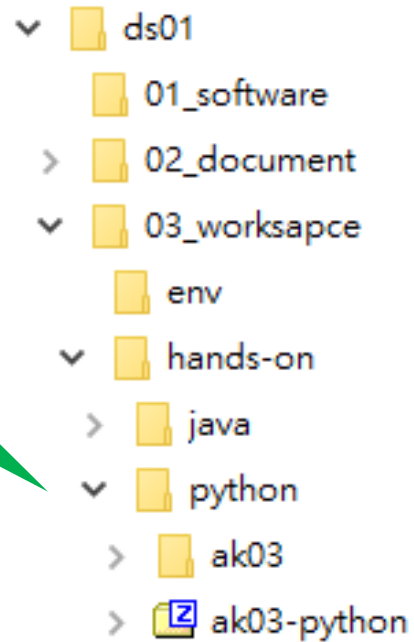 ds01
01_software
02_document
03_worksapce
env
hands-on
java
python
ak03
Z
ak03-python